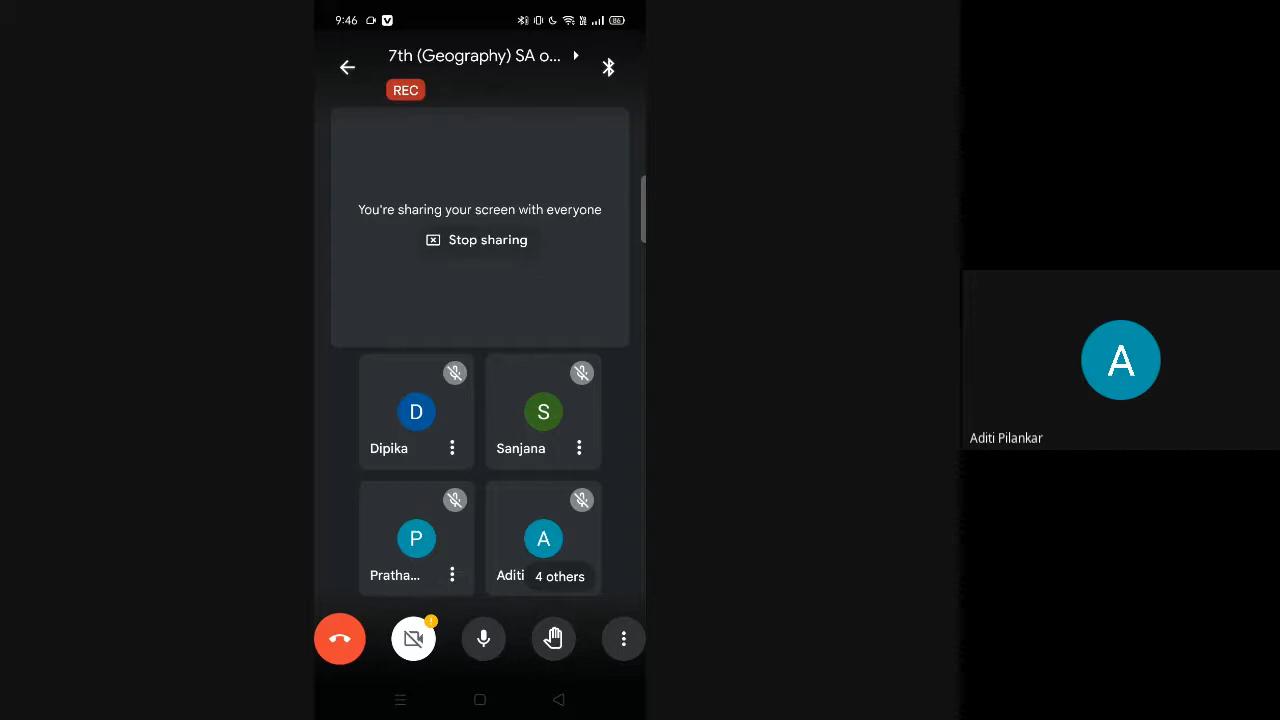 9:46
86
7th (Geography) SA o...
REC
You're sharing your screen with everyone
Stop sharing
D
S
Dipika
Sanjana
P
A
Pratha...
Aditi
4 others
A
Aditi Pilankar